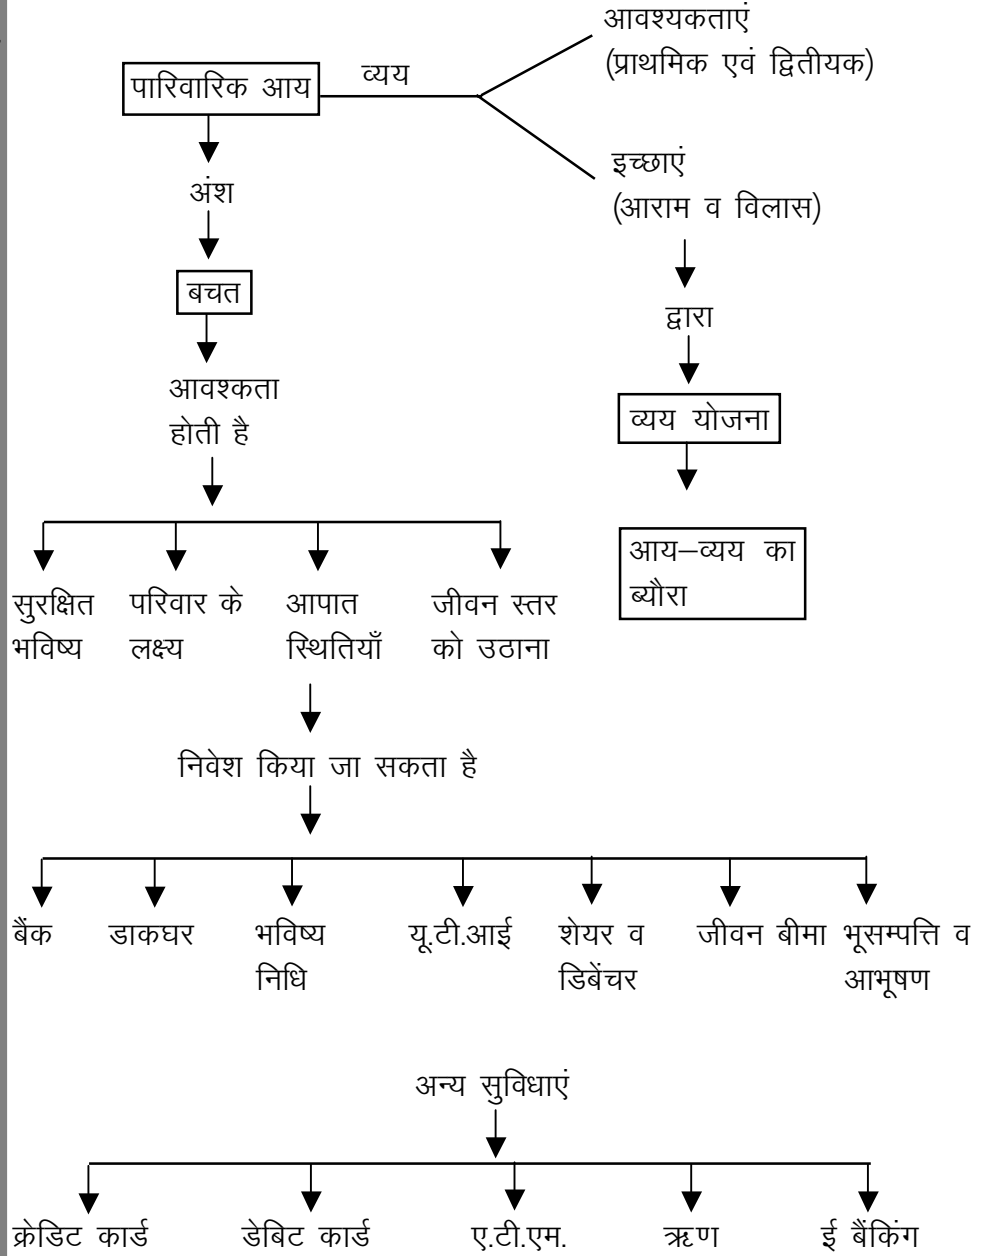 आवश्यकताएं
(प्राथमिक एवं द्वितीयक)
पारिवारिक आय
व्यय
इच्छाएं
(आराम व विलास)
अंश
बचत
द्वारा
आवश्कता
होती है
व्यय योजना
आय–व्यय का
ब्यौरा
सुरक्षित
भविष्य
परिवार के
लक्ष्य
आपात
स्थितियाँ
जीवन स्तर
को उठाना
निवेश किया जा सकता है
बैंक
डाकघर
भविष्य
निधि
यू.टी.आई
शेयर व
डिबेंचर
जीवन बीमा
भूसम्पत्ति व
आभूषण
अन्य सुविधाएं
क्रेडिट कार्ड
डेबिट कार्ड
ए.टी.एम.
ऋण
ई बैंकिंग